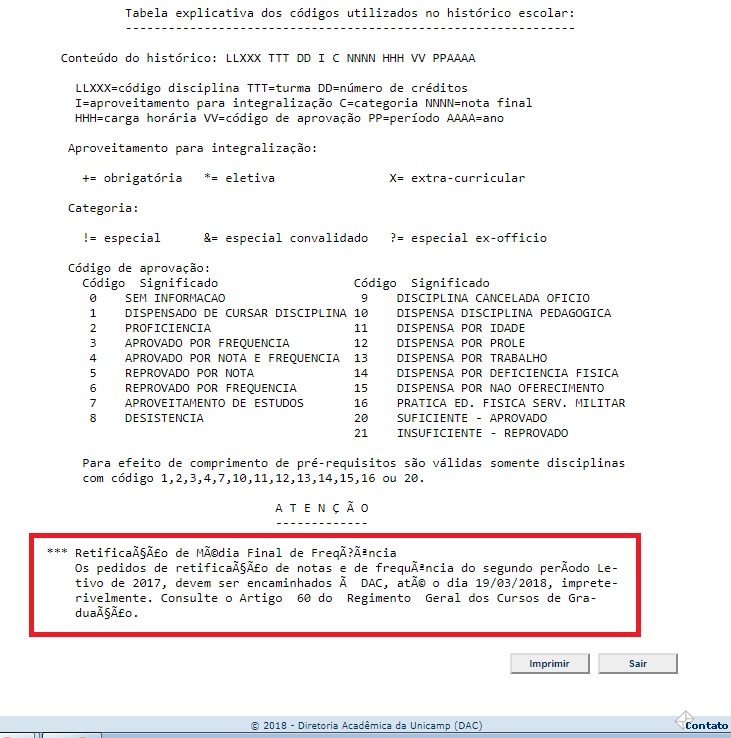 Tabela explicativa dos códigos utilizados no histórico escolar:
---------------------------------------------------------------
Conteúdo do histórico: LLXXX TTT DD I C NNNN HHH VV PPAAAA
LLXXX=código disciplina TTT=turma DD=número de créditos
I=aproveitamento para integralização C=categoria NNNN=nota final
HHH=carga horária VV=código de aprovação PP=período AAAA=ano
Aproveitamento para integralização:
+= obrigatória *= eletiva X= extra-curricular
Categoria:
!= especial &= especial convalidado ?= especial ex-officio
Código de aprovação:
Código Significado Código Significado
0 SEM INFORMACAO 9 DISCIPLINA CANCELADA OFICIO
1 DISPENSADO DE CURSAR DISCIPLINA 10 DISPENSA DISCIPLINA PEDAGOGICA
2 PROFICIENCIA 11 DISPENSA POR IDADE
3 APROVADO POR FREQUENCIA 12 DISPENSA POR PROLE
4 APROVADO POR NOTA E FREQUENCIA 13 DISPENSA POR TRABALHO
5 REPROVADO POR NOTA 14 DISPENSA POR DEFICIENCIA FISICA
6 REPROVADO POR FREQUENCIA 15 DISPENSA POR NAO OFERECIMENTO
7 APROVEITAMENTO DE ESTUDOS 16 PRATICA ED. FISICA SERV. MILITAR
8 DESISTENCIA 20 SUFICIENTE - APROVADO
21 INSUFICIENTE - REPROVADO
Para efeito de comprimento de pré-requisitos são válidas somente disciplinas
com código 1,2,3,4,7,10,11,12,13,14,15,16 ou 20.
A T E N Ç Ã O
-------------
*** RetificaÃ§Ã£o de MÃ©dia Final de FreqÃ?Ãªncia
Os pedidos de retificaÃ§Ã£o de notas e de frequÃªncia do segundo perÃodo Le-
tivo de 2017, devem ser encaminhados Ã DAC, atÃ© o dia 19/03/2018, imprete-
rivelmente. Consulte o Artigo 60 do Regimento Geral dos Cursos de Gra-
duaÃ§Ã£o.
Imprimir Sair
© 2018 - Diretoria Acadêmica da Unicamp (DAC)
Contato